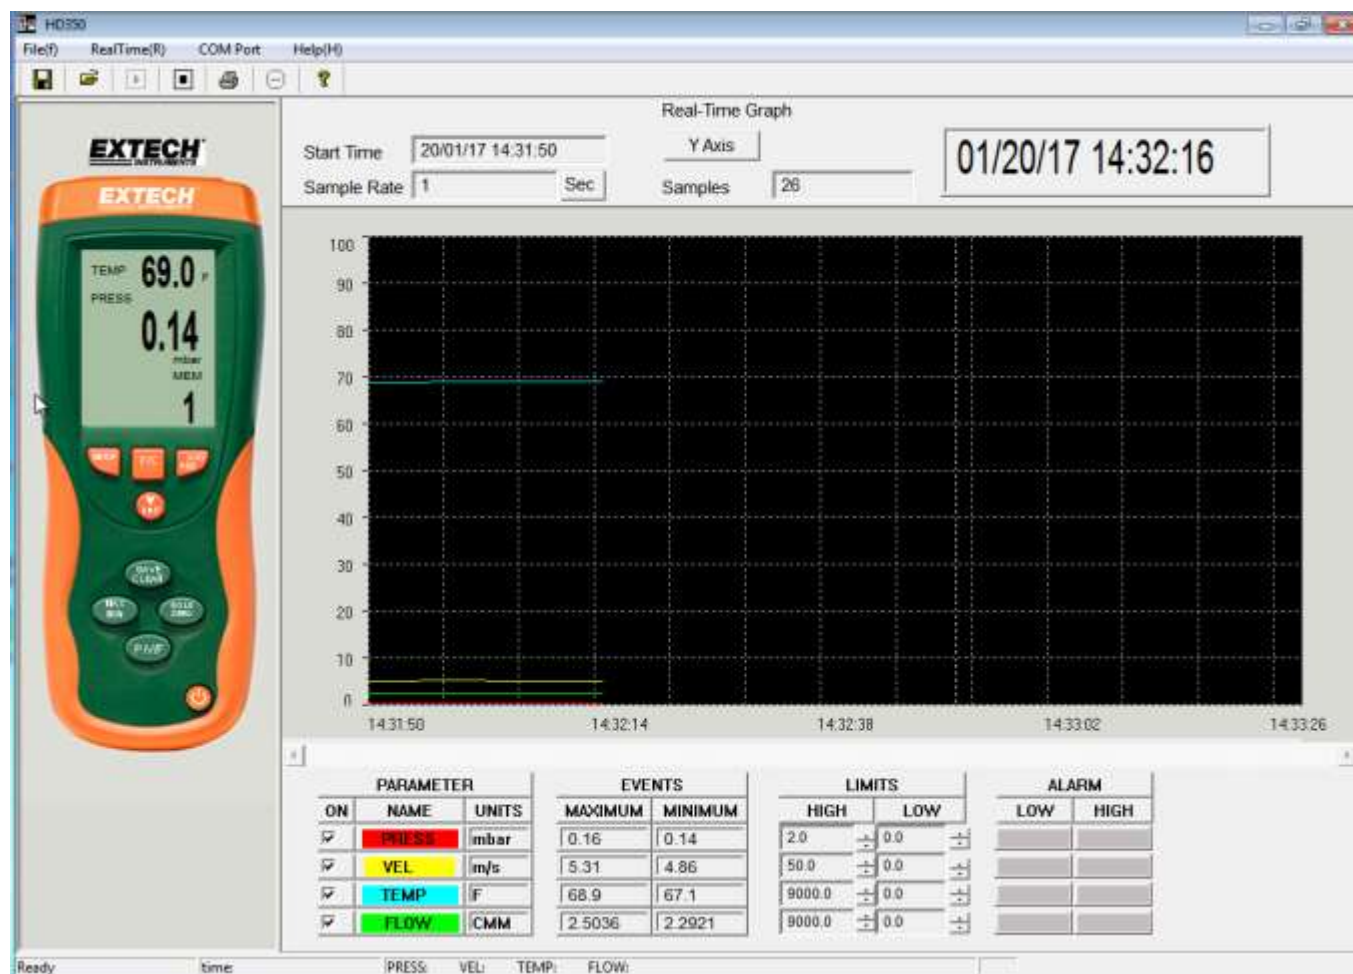 HD350
File(f) RealTime(R) COM Port Help(H)
Real-Time Graph
Start Time 20/01/17 14:31:50 Y Axis 01/20/17 14:32:16
Sample Rate 1 Sec Samples 26
EXTECH
INSTRUMENTS
EXTECH
TEMP 69.0 F
PRESS
0.14
mbar
MEM
1
SAVE
CLEAR
100
90
80
70
60
50
40
30
20
10
0
14:31:50 14:32:14 14:32:38 14:33:02 14:33:26
PARAMETER EVENTS LIMITS ALARM
ON NAME UNITS MAXIMUM MINIMUM HIGH LOW LOW HIGH
PRESS mbar 0.16 0.14 2.0 0.0
VEL m/s 5.31 4.86 50.0 0.0
TEMP F 68.9 67.1 9000.0 0.0
FLOW CMM 2.5036 2.2921 9000.0 0.0
Ready time: PRESS: VEL: TEMP: FLOW: